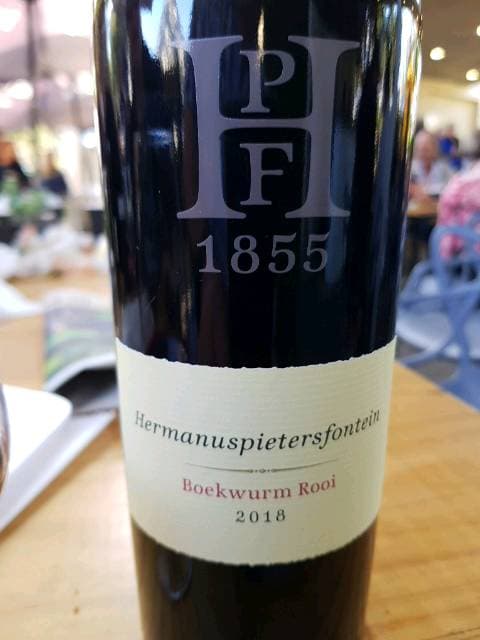 HPF
1855
Hermanuspietersfontein
Boekwurm Rooi
2018